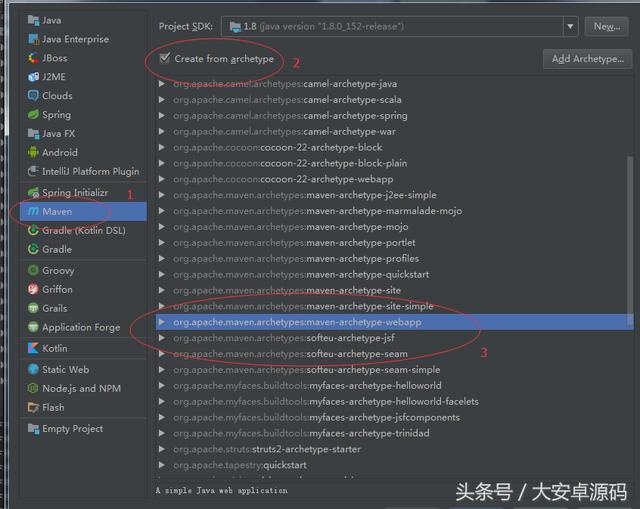 Java
Java Enterprise
JBoss
J2ME
Clouds
Spring
Java FX
Android
IntelliJ Platform Plugin
Spring Initializr
1
Maven
Gradle (Kotlin DSL)
Gradle
Groovy
Griffon
Grails
Application Forge
Kotlin
Static Web
Node.js and NPM
Flash
Empty Project
Project SDK: 1.8 (java version "1.8.0_152-release") New...
Create from archetype 2 Add Archetype...
org.apache.camel.archetypes:camel-archetype-java
org.apache.camel.archetypes:camel-archetype-scala
org.apache.camel.archetypes:camel-archetype-spring
org.apache.camel.archetypes:camel-archetype-war
org.apache.cocoon:cocoon-22-archetype-block
org.apache.cocoon:cocoon-22-archetype-block-plain
org.apache.cocoon:cocoon-22-archetype-webapp
org.apache.maven.archetypes:maven-archetype-j2ee-simple
org.apache.maven.archetypes:maven-archetype-marmalade-mojo
org.apache.maven.archetypes:maven-archetype-mojo
org.apache.maven.archetypes:maven-archetype-portlet
org.apache.maven.archetypes:maven-archetype-profiles
org.apache.maven.archetypes:maven-archetype-quickstart
org.apache.maven.archetypes:maven-archetype-site
org.apache.maven.archetypes:maven-archetype-site-simple
org.apache.maven.archetypes:maven-archetype-webapp
org.apache.maven.archetypes:softeu-archetype-jsf
3
org.apache.maven.archetypes:softeu-archetype-seam
org.apache.maven.archetypes:softeu-archetype-seam-simple
org.apache.myfaces.buildtools:myfaces-archetype-helloworld
org.apache.myfaces.buildtools:myfaces-archetype-helloworld-facelets
org.apache.myfaces.buildtools:myfaces-archetype-jsfcomponents
org.apache.myfaces.buildtools:myfaces-archetype-trinidad
org.apache.struts:struts2-archetype-starter
org.apache.tapestry:quickstart
A simple Java web application
头条号 / 大安卓源码